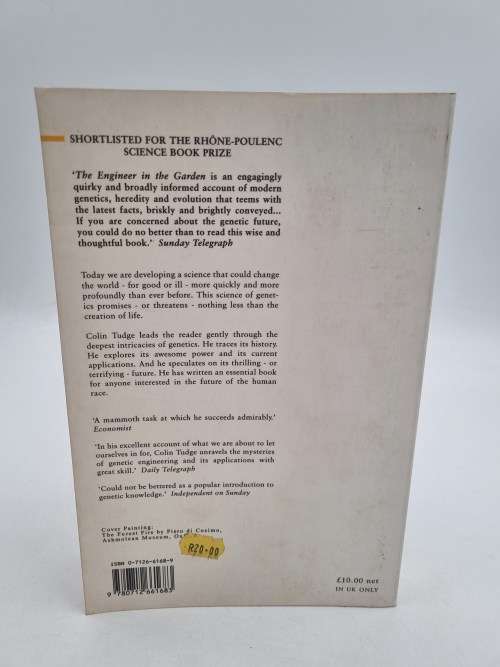 SHORTLISTED FOR THE RHÔNE-POULENC
SCIENCE BOOK PRIZE
'The Engineer in the Garden is an engagingly
quirky and broadly informed account of modern
genetics, heredity and evolution that teems with
the latest facts, briskly and brightly conveyed...
If you are concerned about the genetic future,
you could do no better than to read this wise and
thoughtful book.' Sunday Telegraph
Today we are developing a science that could change
the world - for good or ill - more quickly and more
profoundly than ever before. This science of genet-
ics promises - or threatens - nothing less than the
creation of life.
Colin Tudge leads the reader gently through the
deepest intricacies of genetics. He traces its history.
He explores its awesome power and its current
applications. And he speculates on its thrilling - or
terrifying - future. He has written an essential book
for anyone interested in the future of the human
race.
'A mammoth task at which he succeeds admirably.'
Economist
'In his excellent account of what we are about to let
ourselves in for, Colin Tudge unravels the mysteries
of genetic engineering and its applications with
great skill.' Daily Telegraph
'Could not be bettered as a popular introduction to
genetic knowledge.' Independent on Sunday
Cover Painting:
The Forest Fire by Piero di Cosimo,
Ashmolean Museum,
R20.00
ISBN 0-7126-6168-9
9 780712 661683
£10.00 net
IN UK ONLY